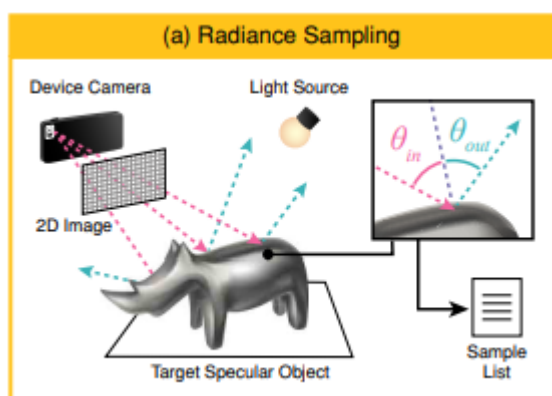 (a) Radiance Sampling
Device Camera
Light Source
2D Image
θin
θout
Target Specular Object
Sample
List